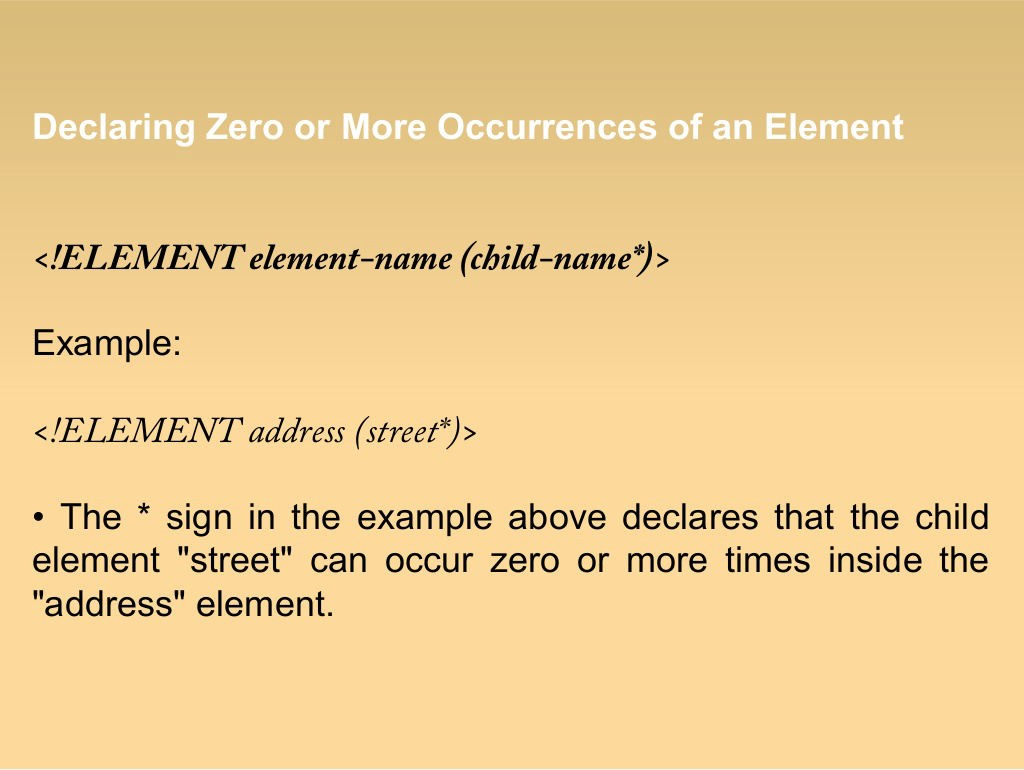 Declaring Zero or More Occurrences of an Element
<!ELEMENT element-name (child-name*)>
Example:
<!ELEMENT address (street*)>
• The * sign in the example above declares that the child
element "street" can occur zero or more times inside the
"address" element.